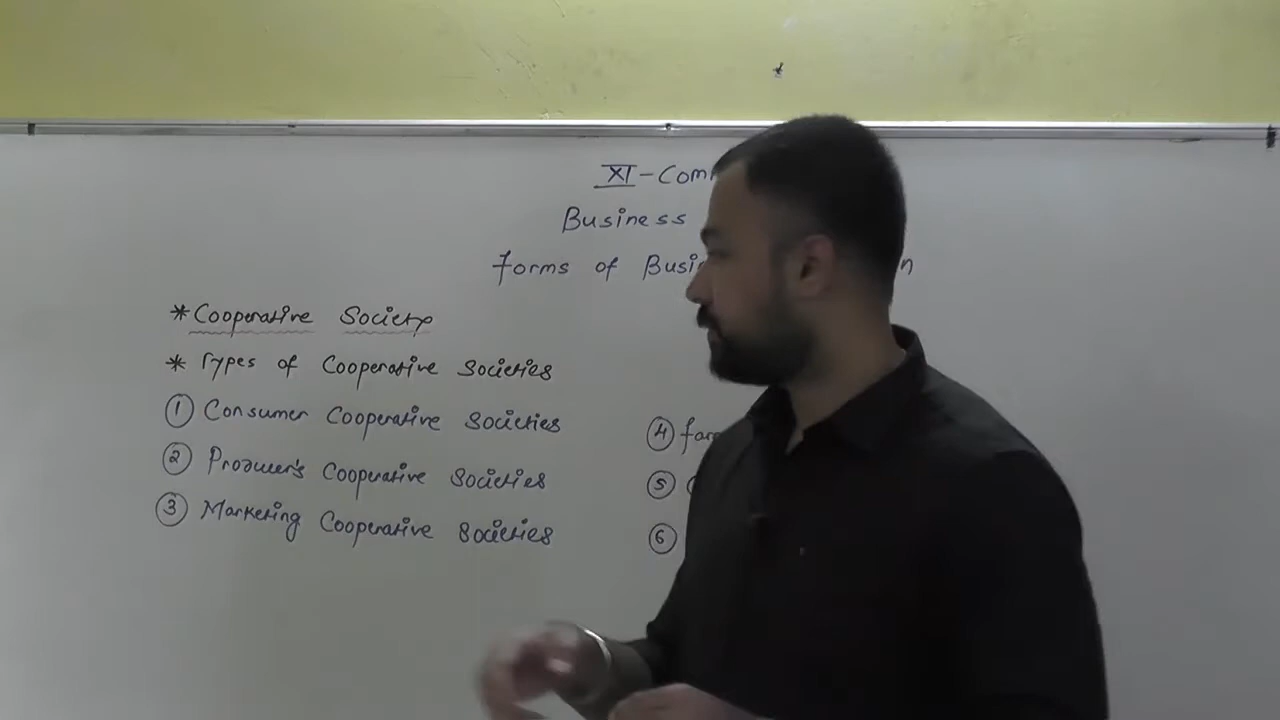 XI-Com
Business
Forms of Busi n
* Cooperative Society
* Types of Cooperative Societies
① Consumer Cooperative Societies
② Producer's Cooperative Societies
③ Marketing Cooperative Societies
④ far
⑤
⑥